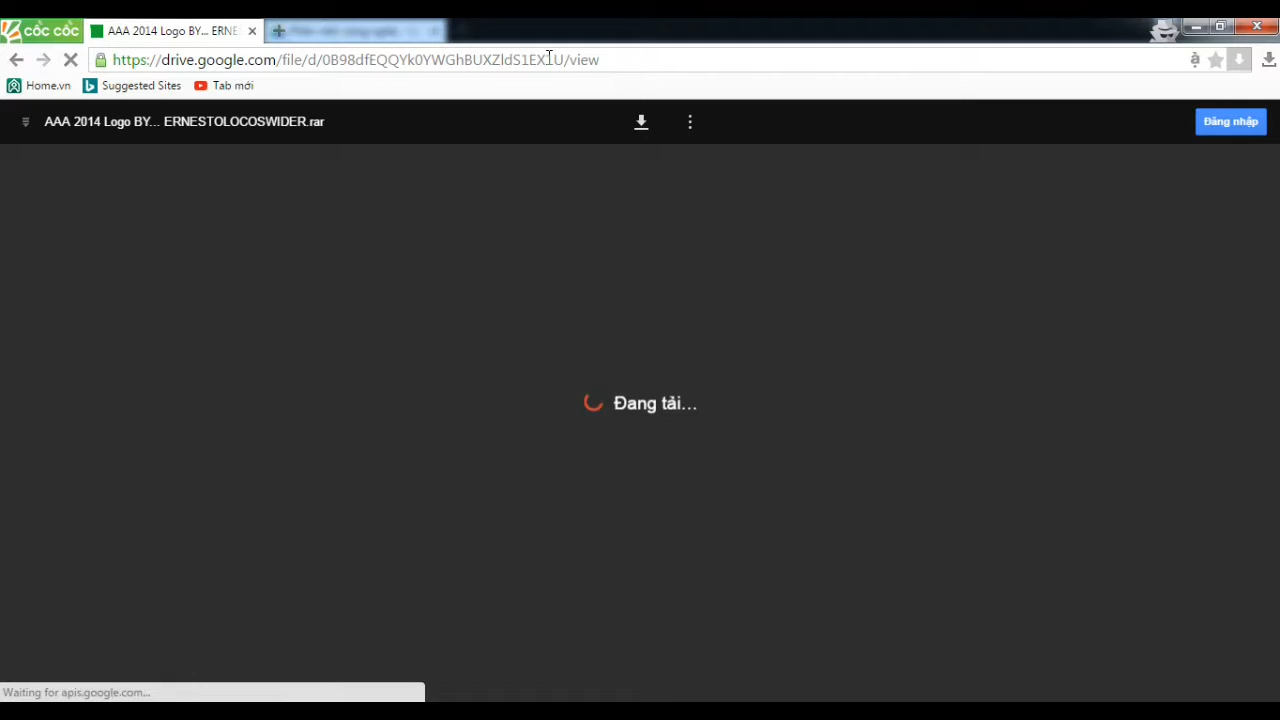 cốc cốc
AAA 2014 Logo BY... ERNE
https://drive.google.com/file/d/0B98dfEQQYk0YWGhBUXZldS1EX1U/view
Home.vn
Suggested Sites
Tab mới
AAA 2014 Logo BY... ERNESTOLOCOSWIDER.rar
Đăng nhập
Đang tải...
Waiting for apis.google.com...